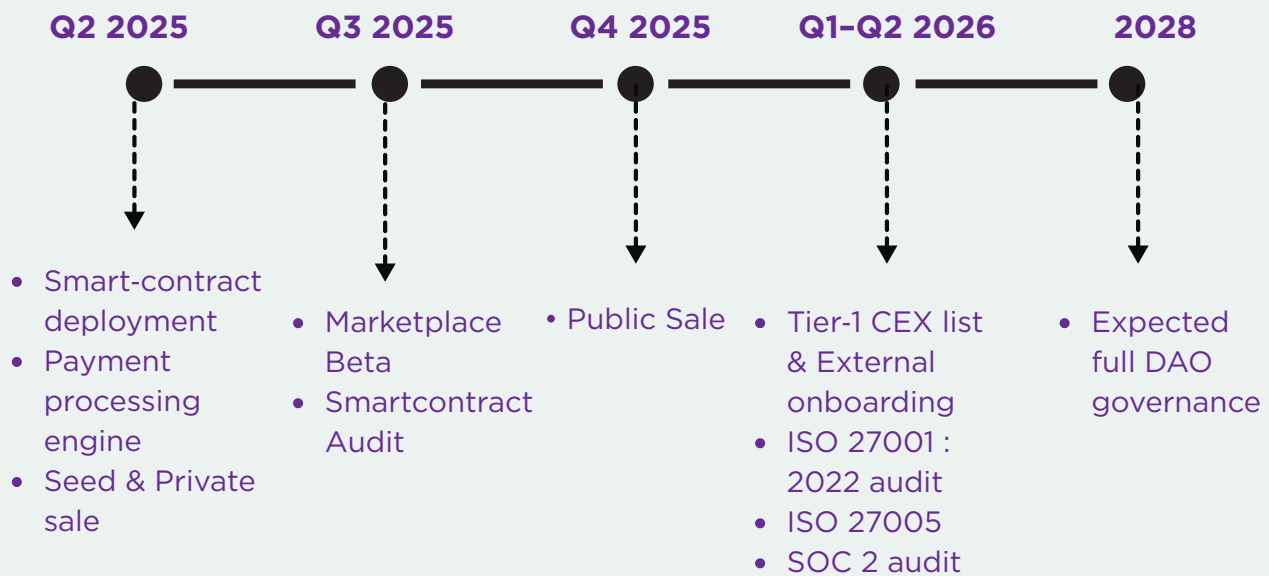 Q2 2025
Q3 2025
Q4 2025
Q1–Q2 2026
2028
• Smart-contract
deployment
• Payment
processing
engine
• Seed & Private
sale
• Marketplace
Beta
• Smartcontract
Audit
• Public Sale
• Tier-1 CEX list
& External
onboarding
• ISO 27001 :
2022 audit
• ISO 27005
• SOC 2 audit
• Expected
full DAO
governance